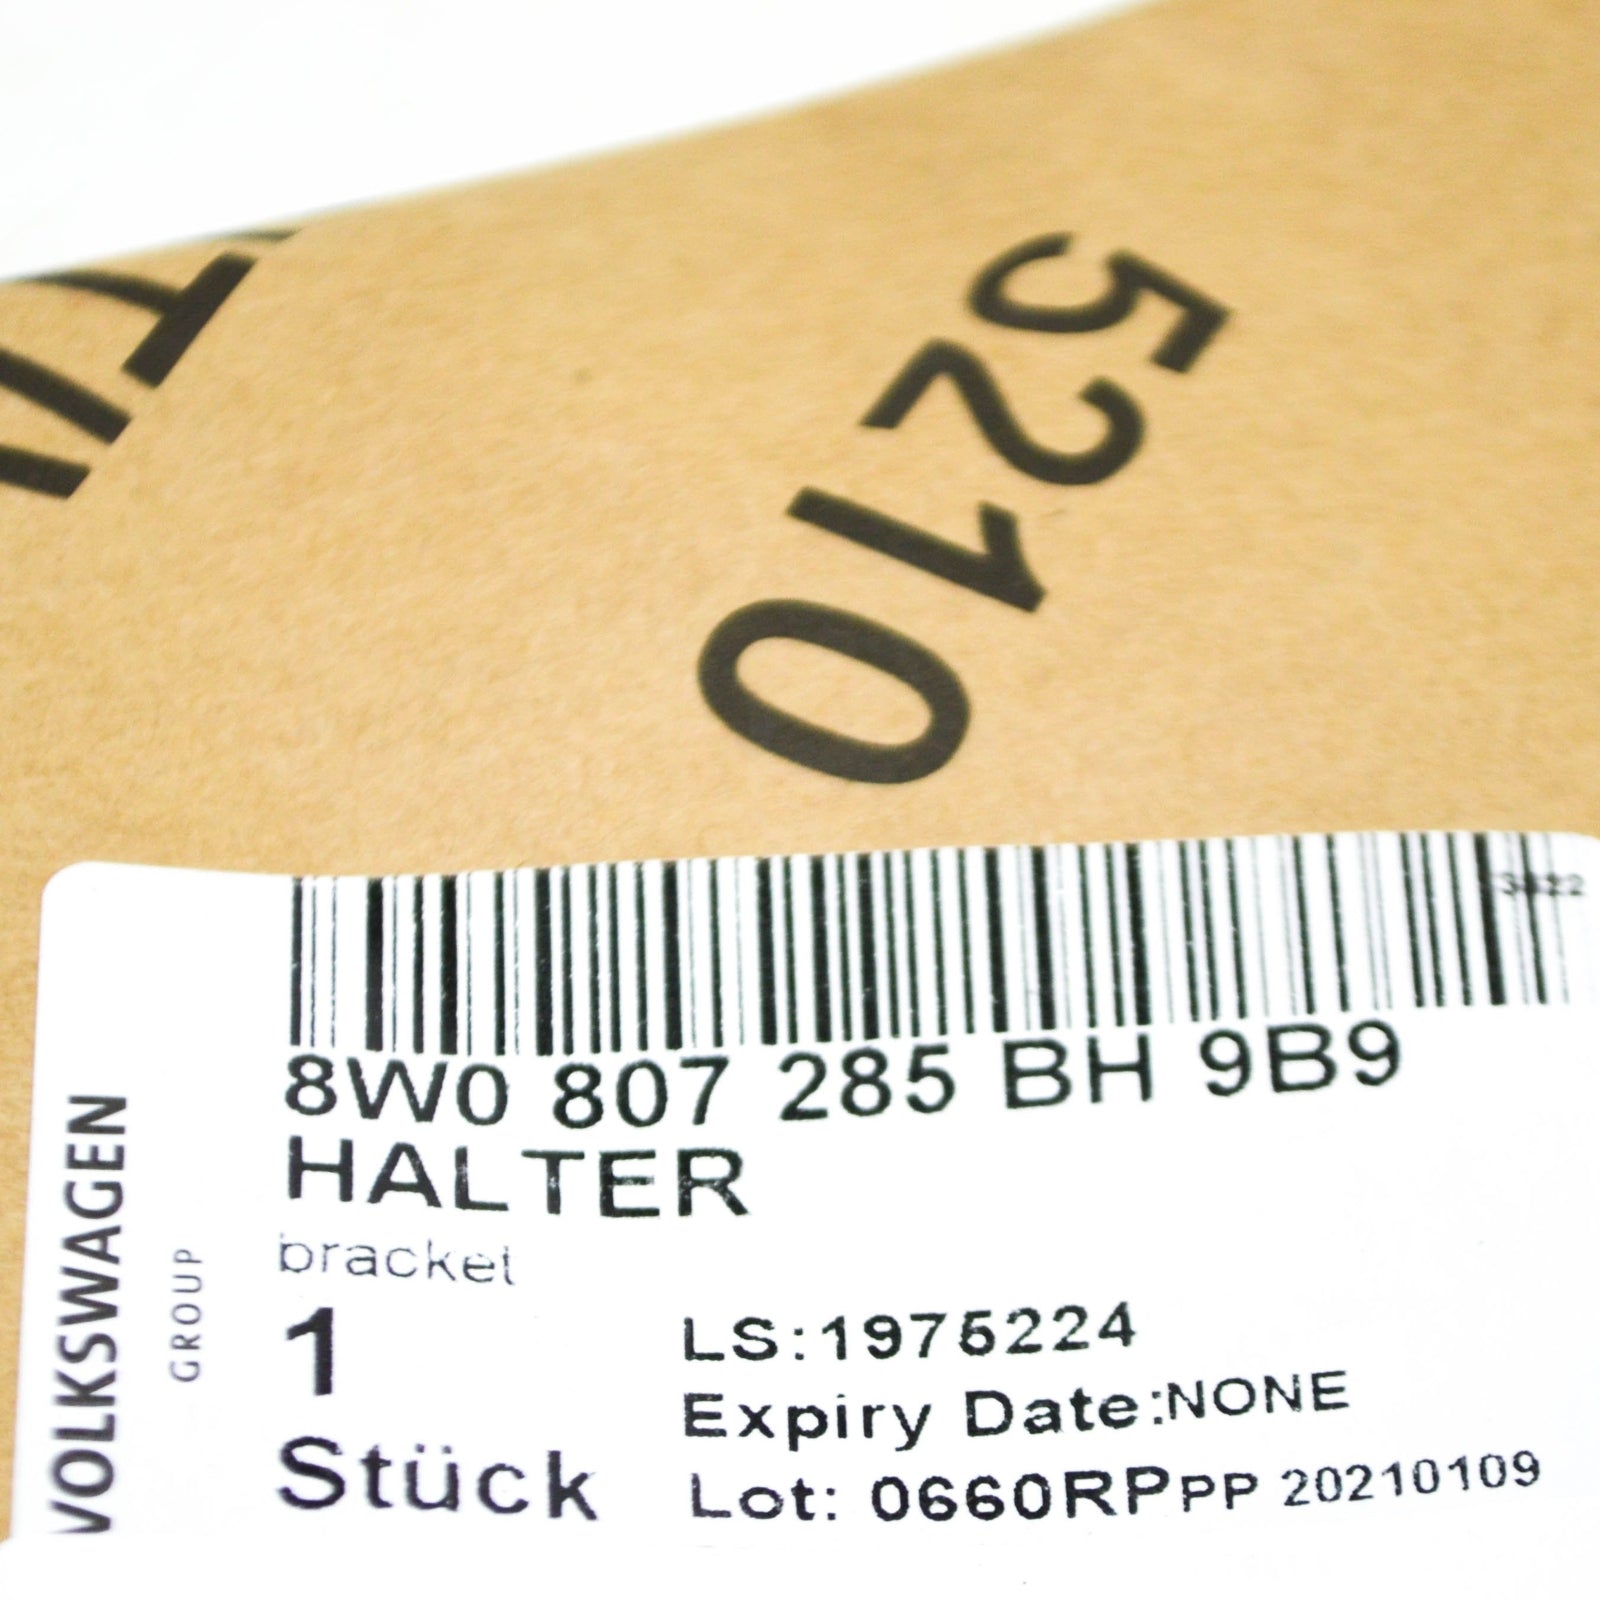 5210
3422
8W0 807 285 BH 9B9
HALTER
bracket
1
Stück
LS:1975224
Expiry Date:NONE
Lot: 0660RPPP 20210109
VOLKSWAGEN
GROUP